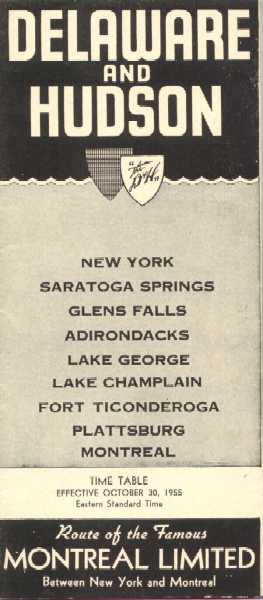 DELAWARE
AND
HUDSON
"The
D&H"
NEW YORK
SARATOGA SPRINGS
GLENS FALLS
ADIRONDACKS
LAKE GEORGE
LAKE CHAMPLAIN
FORT TICONDEROGA
PLATTSBURG
MONTREAL
TIME TABLE
EFFECTIVE OCTOBER 30, 1955
Eastern Standard Time
Route of the Famous
MONTREAL LIMITED
Between New York and Montreal